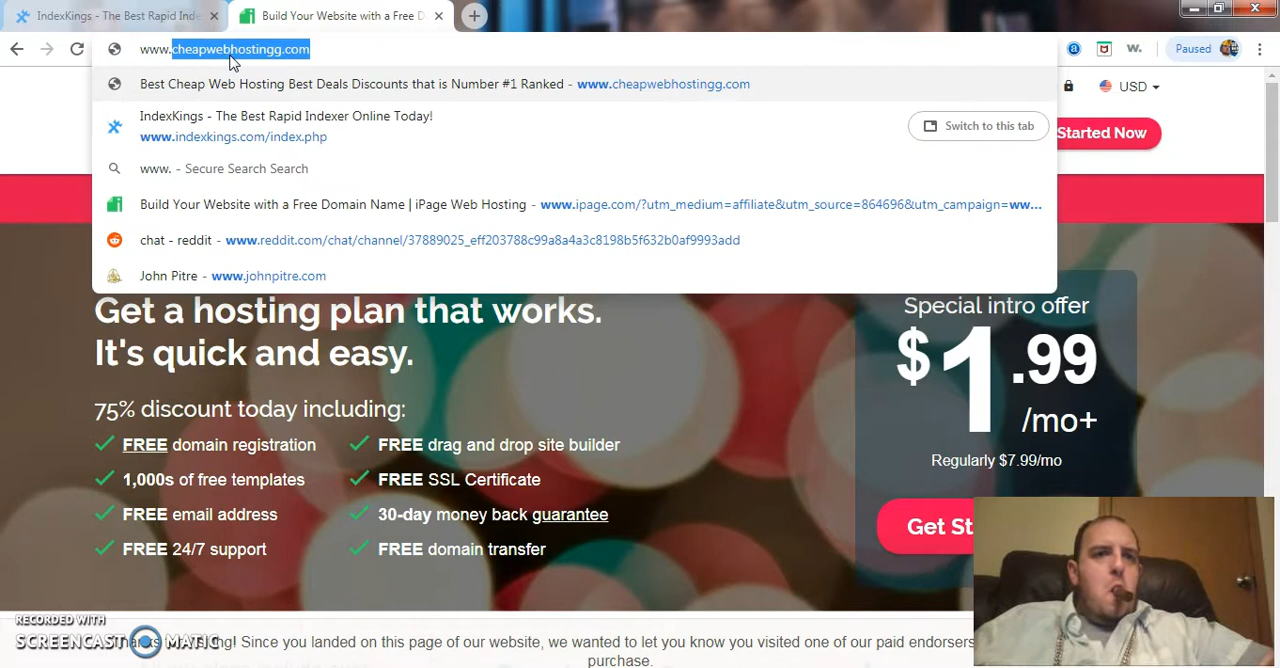 IndexKings - The Best Rapid Inde
Build Your Website with a Free D
www.cheapwebhostingg.com
W.
Paused
Best Cheap Web Hosting Best Deals Discounts that is Number #1 Ranked - www.cheapwebhostingg.com
USD
IndexKings - The Best Rapid Indexer Online Today!
www.indexkings.com/index.php
Switch to this tab
Started Now
www. - Secure Search Search
Build Your Website with a Free Domain Name | iPage Web Hosting - www.ipage.com/?utm_medium=affiliate&utm_source=864696&utm_campaign=ww...
chat - reddit - www.reddit.com/chat/channel/37889025_eff203788c99a8a4a3c8198b5f632b0af9993add
John Pitre - www.johnpitre.com
Get a hosting plan that works.
It's quick and easy.
75% discount today including:
FREE domain registration
FREE drag and drop site builder
1,000s of free templates
FREE SSL Certificate
FREE email address
30-day money back guarantee
FREE 24/7 support
FREE domain transfer
Special intro offer
$1.99
/mo+
Regularly $7.99/mo
Get St
RECORDED WITH
SCREENCAST MATIC
! Since you landed on this page of our website, we wanted to let you know you visited one of our paid endorsers
purchase.